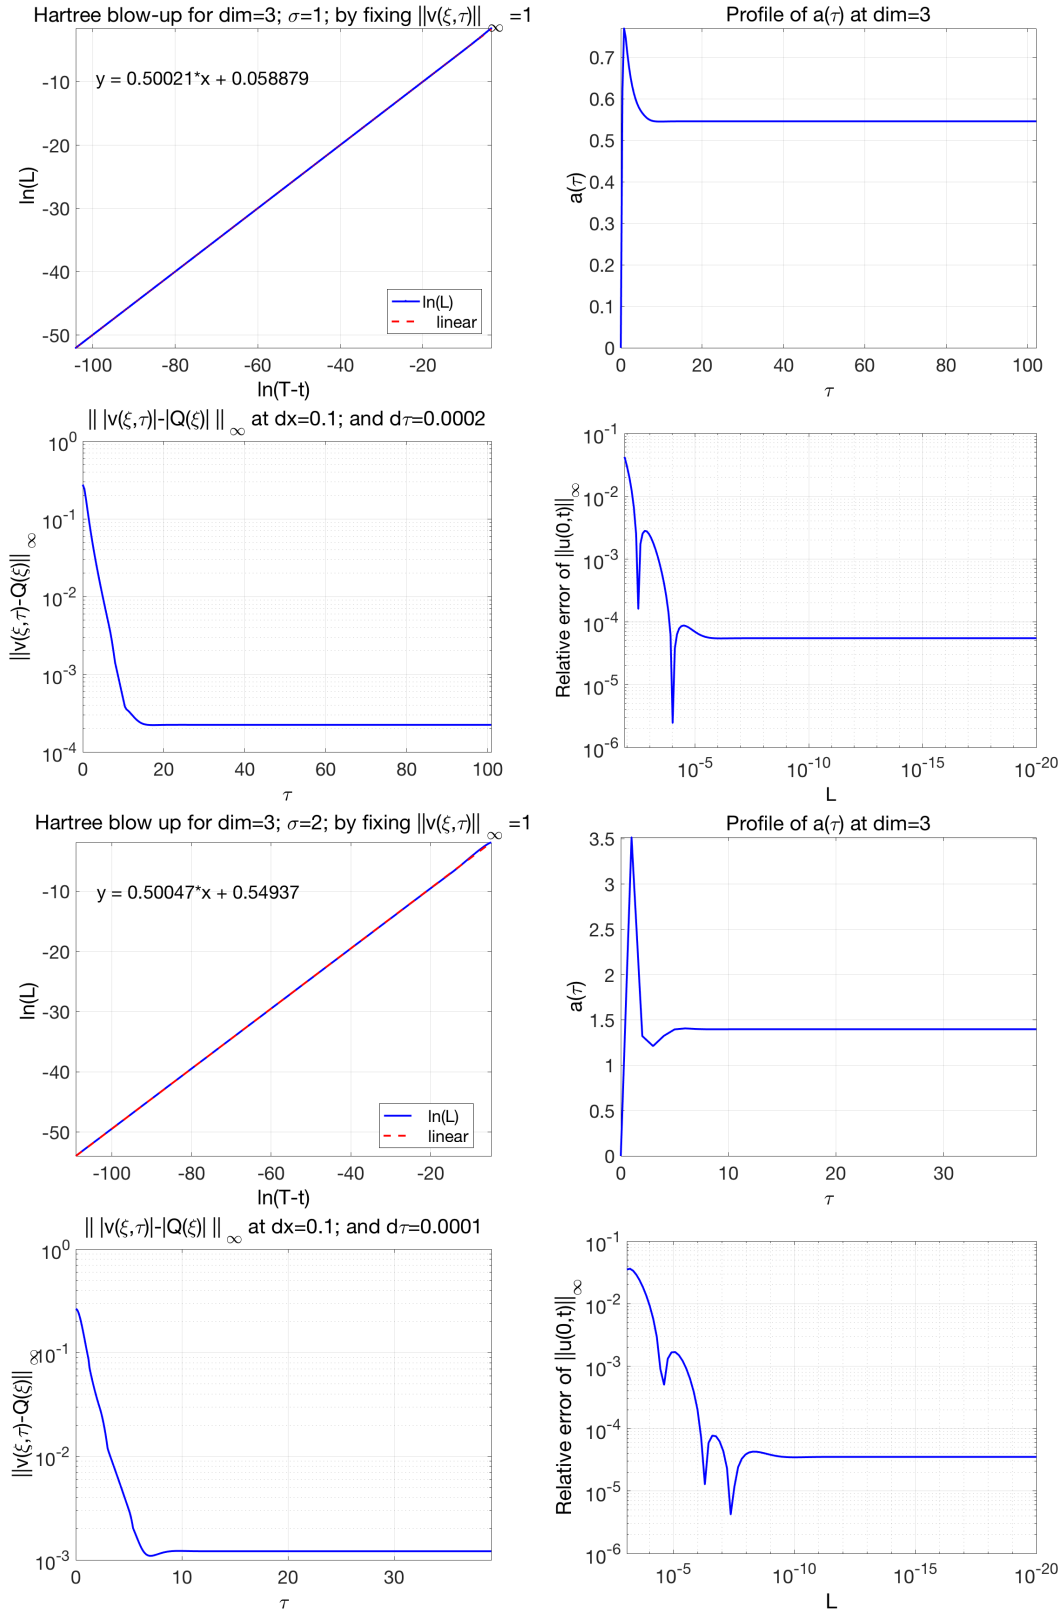 Hartree blow-up for dim=3; σ=1; by fixing ||v(ξ,τ)||∞ =1
y = 0.50021*x + 0.058879
ln(L)
-10
-20
-30
-40
-50
ln(L)
linear
-100 -80 -60 -40 -20
ln(T-t)
Profile of a(τ) at dim=3
a(τ)
0.7
0.6
0.5
0.4
0.3
0.2
0.1
0
0 20 40 60 80 100
τ
|| |v(ξ,τ)|-|Q(ξ)| ||∞ at dx=0.1; and dτ=0.0002
||v(ξ,τ)-Q(ξ)||∞
10^0
10^-1
10^-2
10^-3
10^-4
0 20 40 60 80 100
τ
Relative error of ||u(0,t)||∞
10^-1
10^-2
10^-3
10^-4
10^-5
10^-6
10^-5 10^-10 10^-15 10^-20
L
Hartree blow up for dim=3; σ=2; by fixing ||v(ξ,τ)||∞ =1
y = 0.50047*x + 0.54937
ln(L)
-10
-20
-30
-40
-50
ln(L)
linear
-100 -80 -60 -40 -20
ln(T-t)
Profile of a(τ) at dim=3
a(τ)
3.5
3
2.5
2
1.5
1
0.5
0
0 10 20 30
τ
|| |v(ξ,τ)|-|Q(ξ)| ||∞ at dx=0.1; and dτ=0.0001
||v(ξ,τ)-Q(ξ)||∞
10^0
10^-1
10^-2
10^-3
0 10 20 30
τ
Relative error of ||u(0,t)||∞
10^-1
10^-2
10^-3
10^-4
10^-5
10^-6
10^-5 10^-10 10^-15 10^-20
L